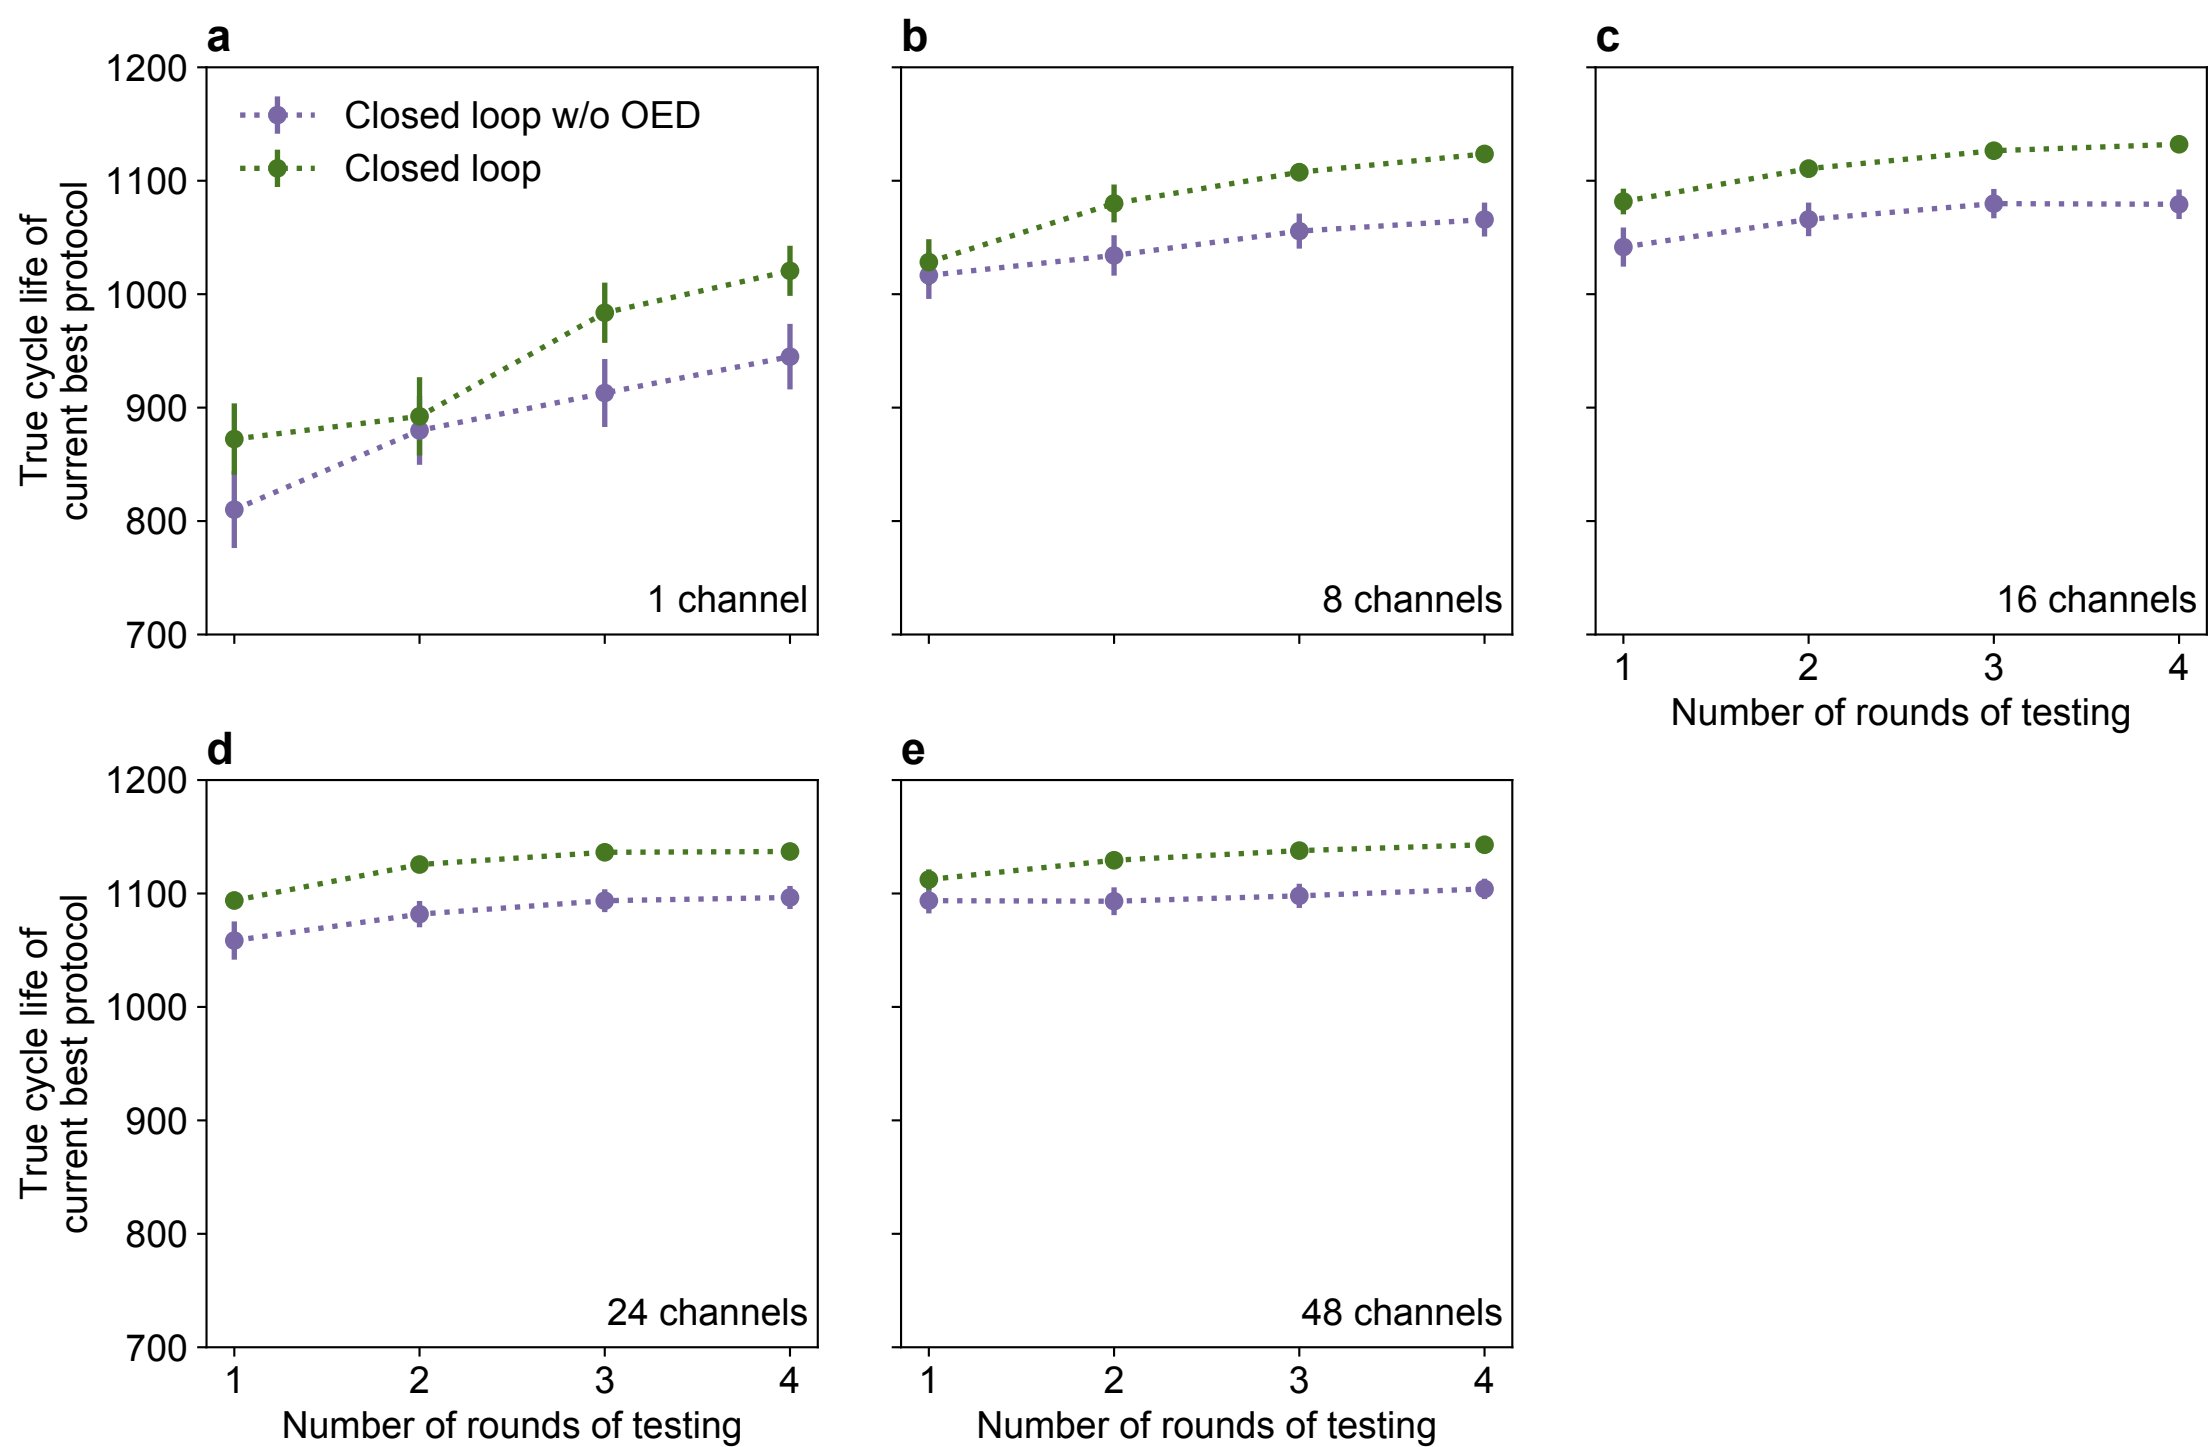 a
b
c
1200
1100
1000
900
800
700
True cycle life of
current best protocol
Closed loop w/o OED
Closed loop
1 channel
8 channels
16 channels
1 2 3 4
Number of rounds of testing
d
e
1200
1100
1000
900
800
700
True cycle life of
current best protocol
24 channels
48 channels
1 2 3 4
1 2 3 4
Number of rounds of testing
Number of rounds of testing